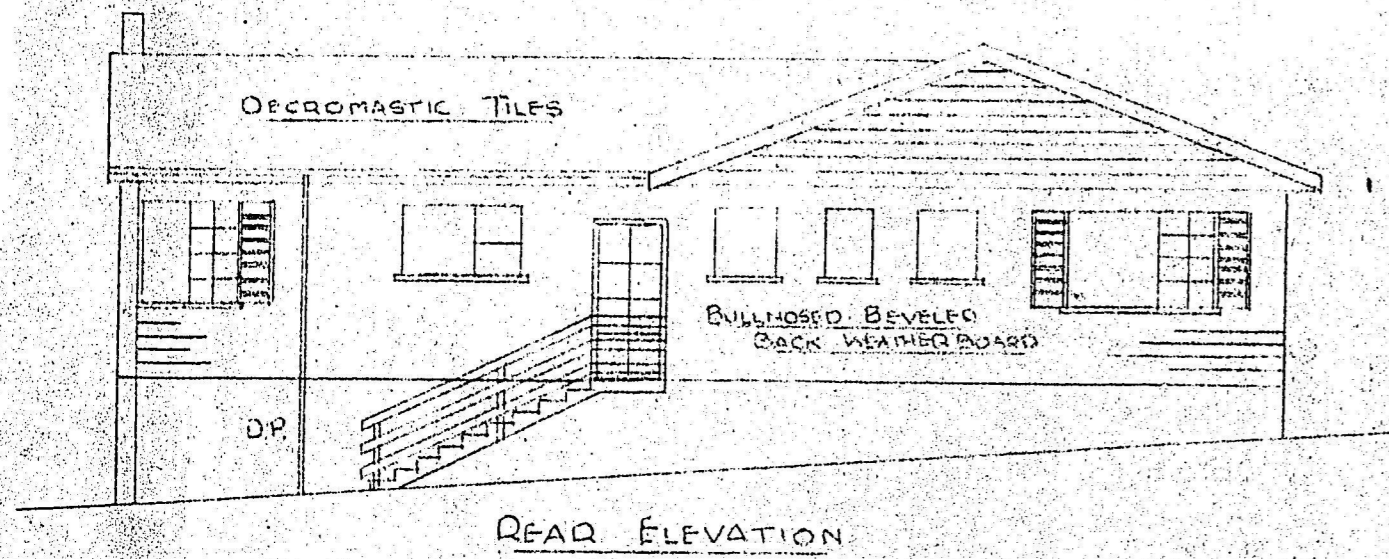 DECROMASTIC TILES
BULLNOSED BEVELED
BACK WEATHERBOARD
D.P.
REAR ELEVATION